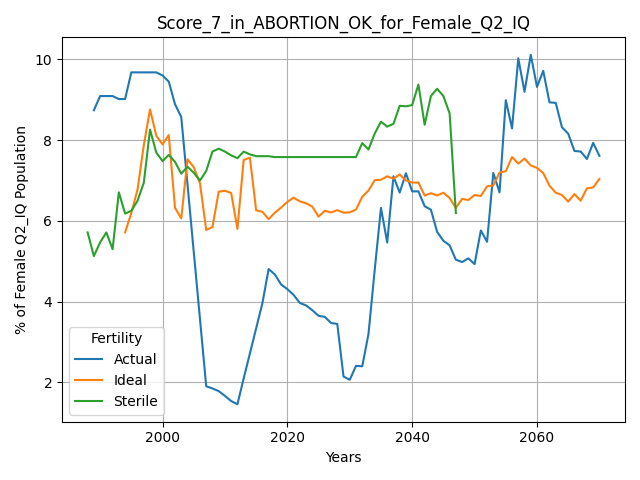 Score_7_in_ABORTION_OK_for_Female_Q2_IQ
% of Female Q2_IQ Population
10
8
6
4
2
Fertility
Actual
Ideal
Sterile
2000
2020
2040
2060
Years